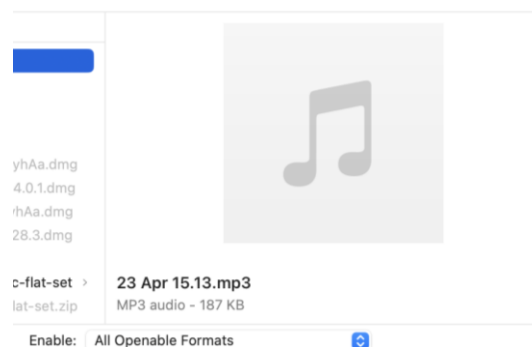 yhAa.dmg
4.0.1.dmg
yhAa.dmg
28.3.dmg
c-flat-set
lat-set.zip
23 Apr 15.13.mp3
MP3 audio - 187 KB
Enable: All Openable Formats